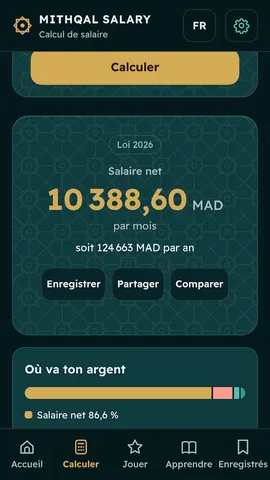 MITHQAL SALARY
Calcul de salaire
FR
Calculer
Loi 2026
Salaire net
10 388,60 MAD
par mois
soit 124 663 MAD par an
Enregistrer
Partager
Comparer
Où va ton argent
Salaire net 86,6 %
Accueil
Calculer
Jouer
Apprendre
Enregistrés